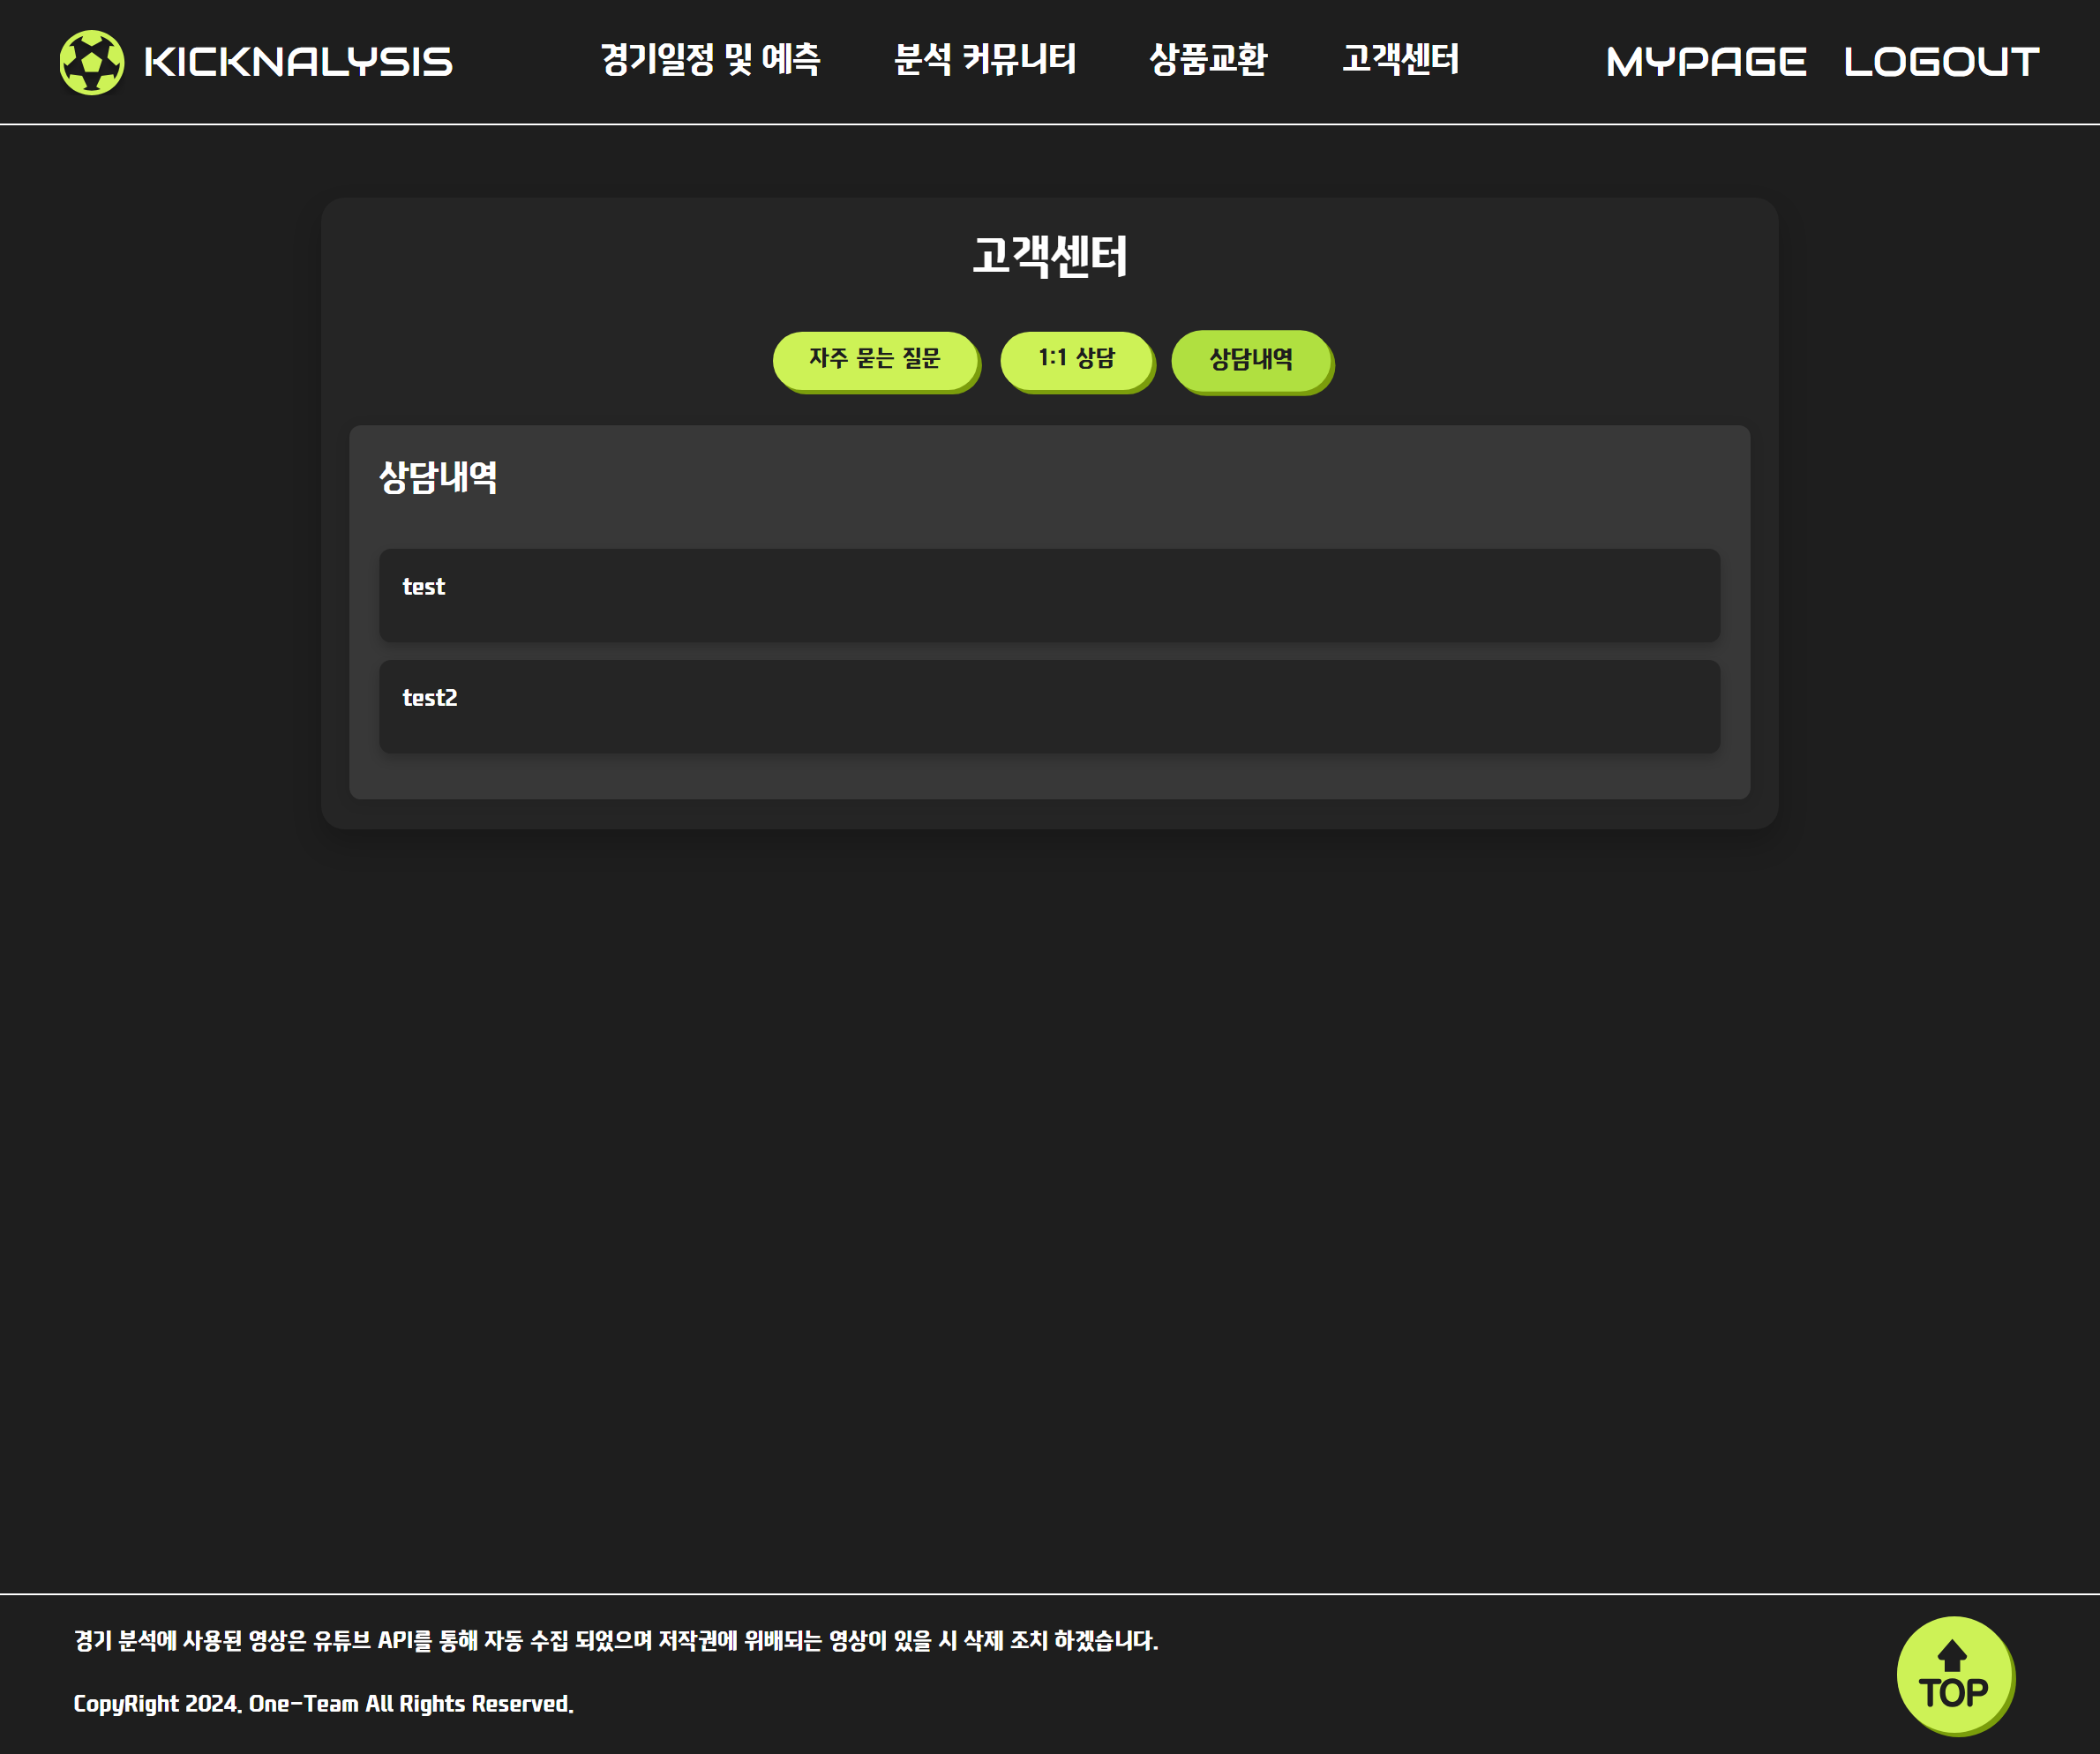 KICKNALYSIS 경기일정 및 예측 분석 커뮤니티 상품교환 고객센터 MYPAGE LOGOUT
고객센터
자주 묻는 질문 1:1 상담 상담내역
상담내역
test
test2
경기 분석에 사용된 영상은 유튜브 API를 통해 자동 수집 되었으며 저작권에 위배되는 영상이 있을 시 삭제 조치 하겠습니다.
CopyRight 2024. One-Team All Rights Reserved.
TOP